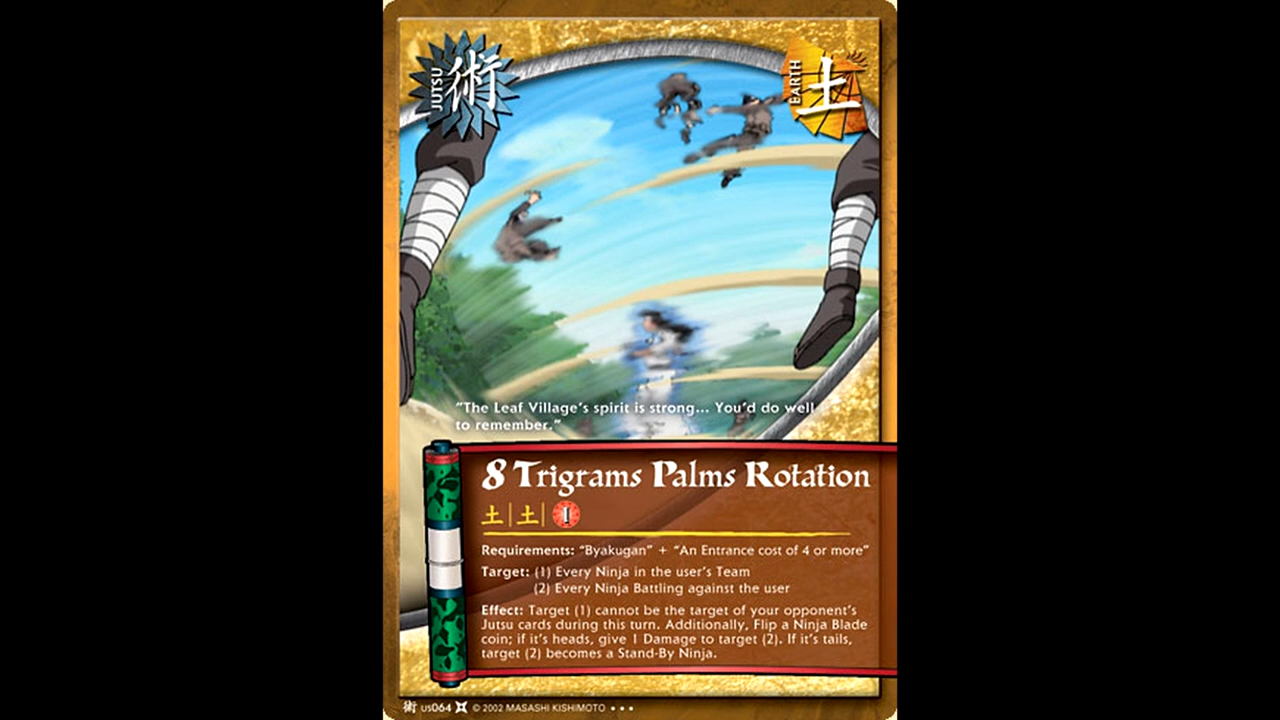 JUTSU 術
EARTH 土
"The Leaf Village's spirit is strong... You'd do well
to remember."
8 Trigrams Palms Rotation
土|土| 1
Requirements: "Byakugan" + "An Entrance cost of 4 or more"
Target: (1) Every Ninja in the user's Team
(2) Every Ninja Battling against the user
Effect: Target (1) cannot be the target of your opponent's
Jutsu cards during this turn. Additionally, Flip a Ninja Blade
coin; if it's heads, give 1 Damage to target (2). If it's tails,
target (2) becomes a Stand-By Ninja.
術 US064 © 2002 MASASHI KISHIMOTO